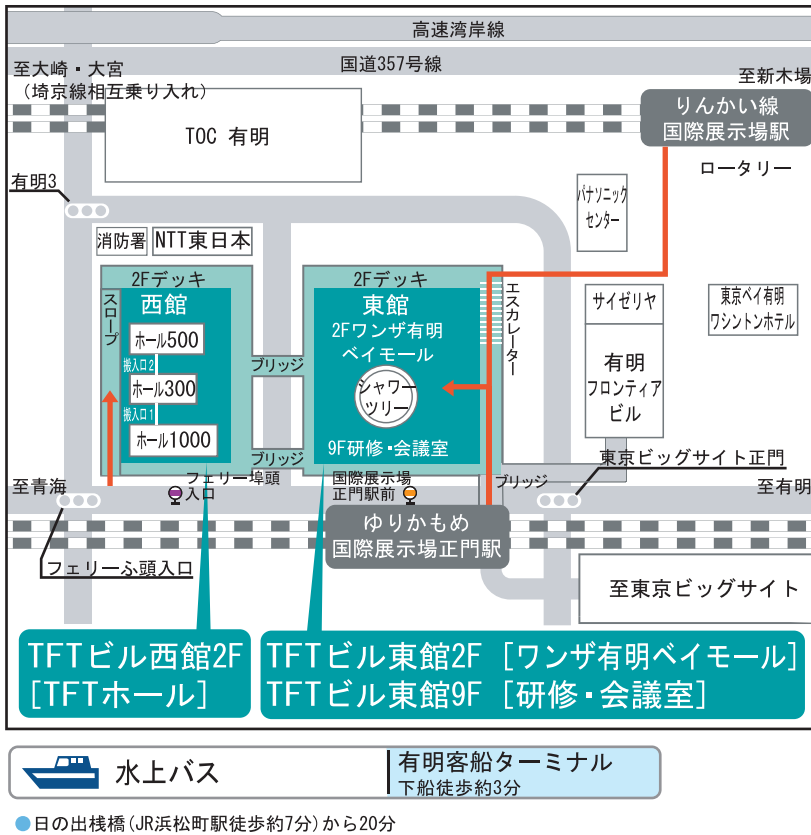 高速湾岸線
国道357号線
至大崎・大宮
(埼京線相互乗り入れ)
至新木場
りんかい線
国際展示場駅
TOC 有明
ロータリー
有明3
パナソニック
センター
消防署
NTT東日本
2Fデッキ
スロープ
西館
ホール500
搬入口2
ホール300
搬入口1
ホール1000
ブリッジ
ブリッジ
2Fデッキ
東館
2Fワンザ有明
ベイモール
シャワー
ツリー
9F研修・会議室
エスカレーター
サイゼリヤ
有明
フロンティア
ビル
東京ベイ有明
ワシントンホテル
東京ビッグサイト正門
ブリッジ
至青海
フェリー埠頭
入口
国際展示場
正門駅前
至有明
ゆりかもめ
国際展示場正門駅
フェリーふ頭入口
至東京ビッグサイト
TFTビル西館2F
[TFTホール]
TFTビル東館2F [ワンザ有明ベイモール]
TFTビル東館9F [研修・会議室]
水上バス
有明客船ターミナル
下船徒歩約3分
●日の出桟橋(JR浜松町駅徒歩約7分)から20分